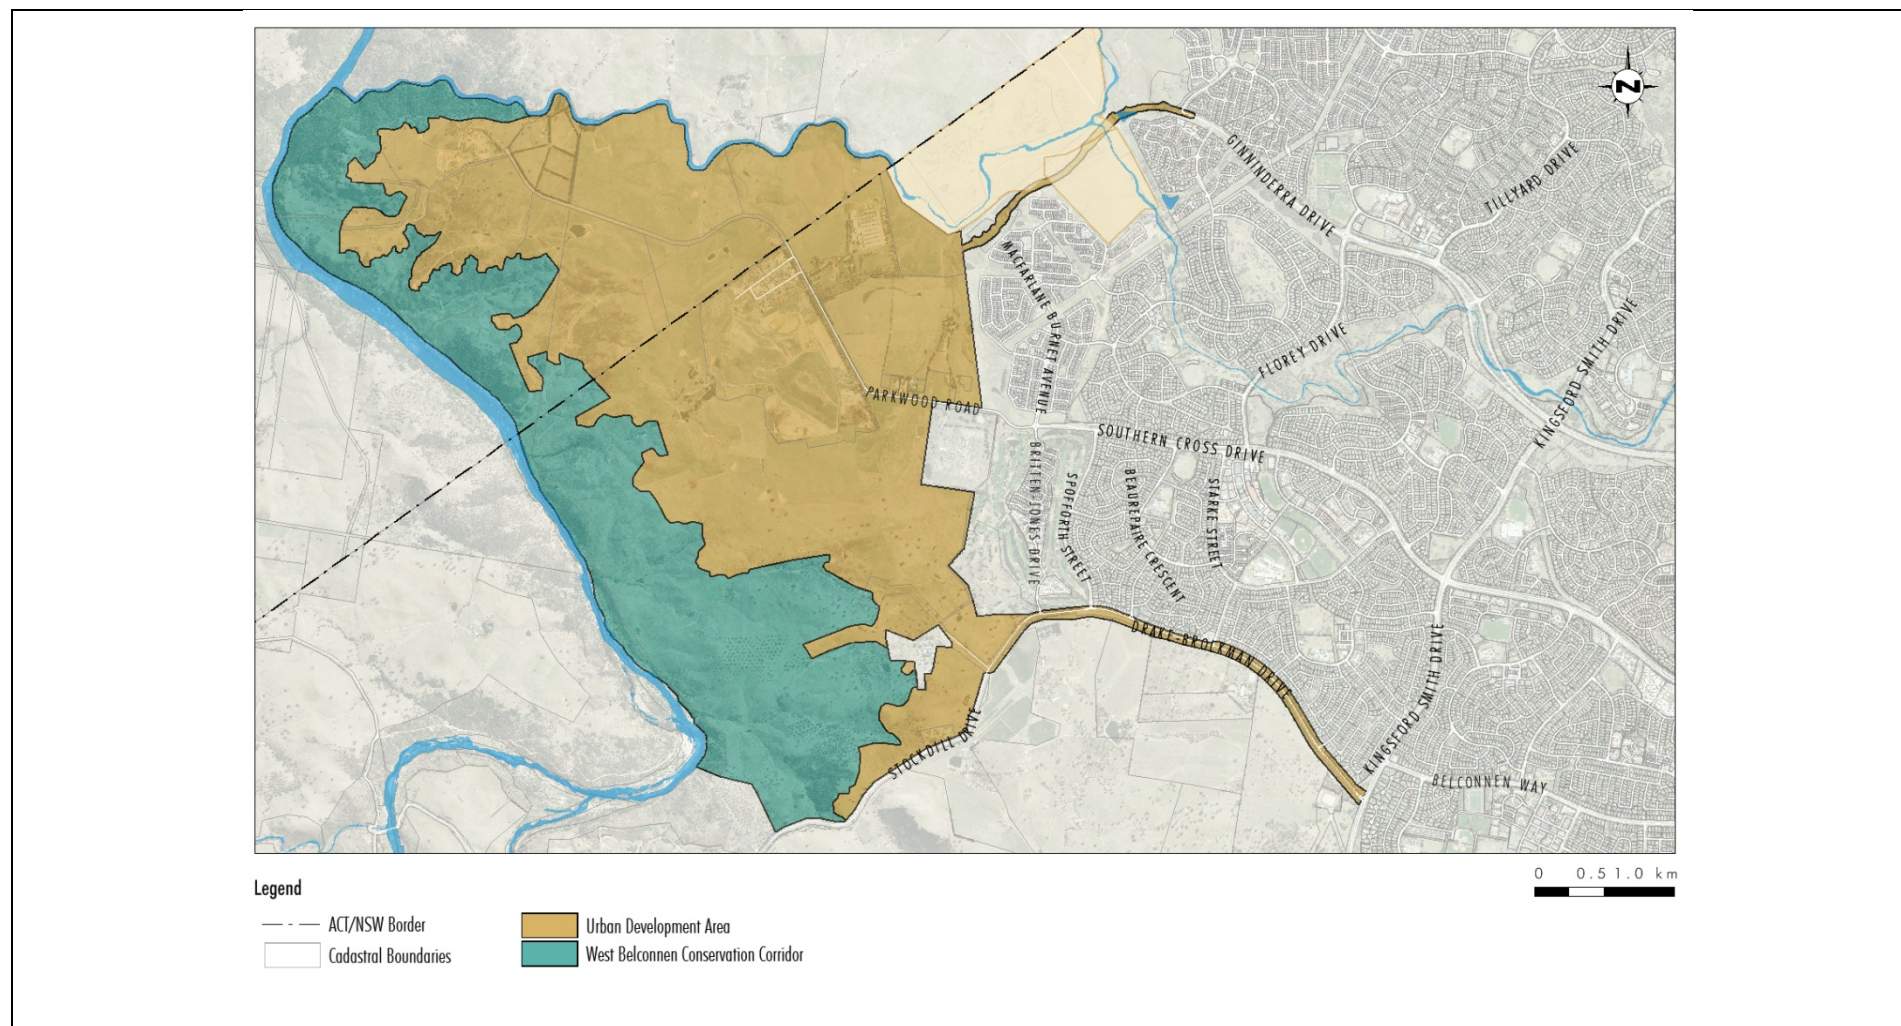 N
GINNINDERRA DRIVE
TILLYARD DRIVE
MACFARLANE BURNET AVENUE
FLOREY DRIVE
KINGSFORD SMITH DRIVE
PARKWOOD ROAD
SOUTHERN CROSS DRIVE
BRITTEN-JONES DRIVE
SPOFFORTH STREET
BEAUREPAIRE CRESCENT
STARKE STREET
DRAKE-BROCKMAN DRIVE
KINGSFORD SMITH DRIVE
STOCKDILL DRIVE
BELCONNEN WAY
0 0.5 1.0 km
Legend
ACT/NSW Border
Cadastral Boundaries
Urban Development Area
West Belconnen Conservation Corridor